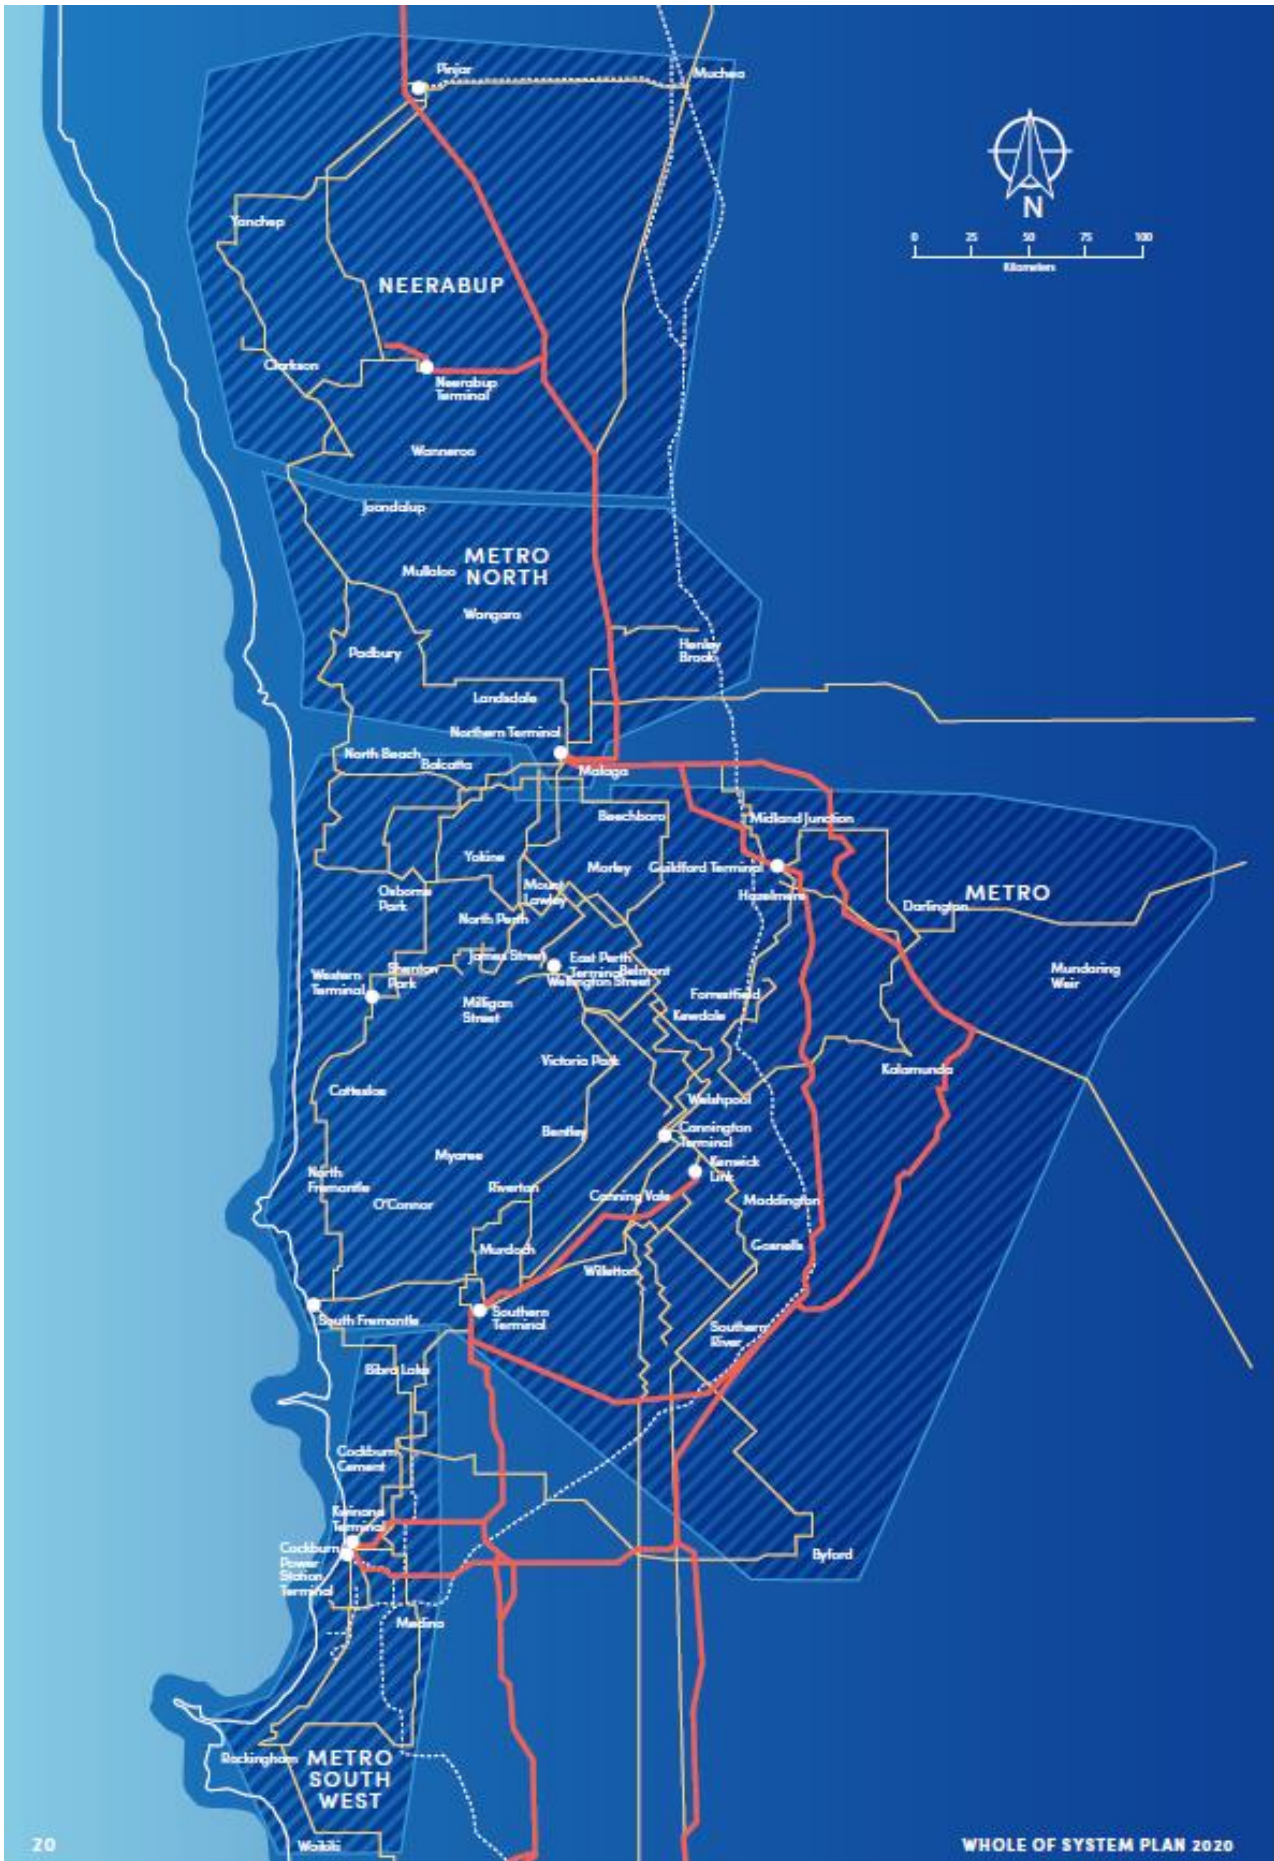 Pinjar
Muchea
N
0 25 50 75 100
Kilometers
Yanchep
NEERABUP
Clarkson
Neerabup
Terminal
Wanneroo
Joondalup
METRO
NORTH
Mullaloo
Wangara
Padbury
Henley
Brook
Landsdale
Northern Terminal
North Beach
Balcatta
Malaga
Beechboro
Midland Junction
Yokine
Morley
Guildford Terminal
Osborne
Park
Mount
Lawley
Hazelmere
METRO
Darlington
North Perth
James Street
East Perth
Terminal
Belmont
Wellington Street
Western
Terminal
Shenton
Park
Mundaring
Weir
Milligan
Street
Forrestfield
Kewdale
Victoria Park
Kalamunda
Cottesloe
Welshpool
Bentley
Cannington
Terminal
Myaree
Kenwick
Link
North
Fremantle
Riverton
Canning Vale
Maddington
O'Connor
Murdoch
Gosnells
Willetton
South Fremantle
Southern
Terminal
Southern
River
Bibra Lake
Cockburn
Cement
Kwinana
Terminal
Cockburn
Power
Station
Terminal
Byford
Medina
Rockingham
METRO
SOUTH
WEST
Waikiki
20
WHOLE OF SYSTEM PLAN 2020